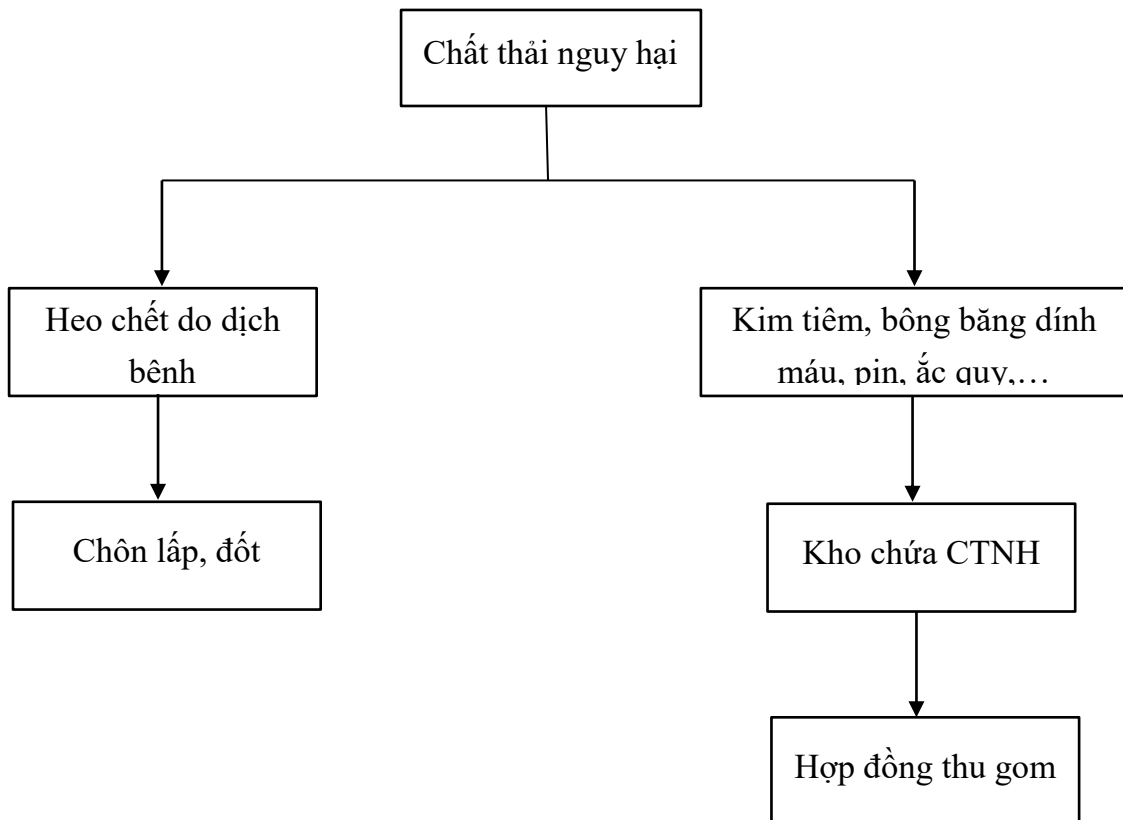 Chất thải nguy hại
Heo chết do dịch
bênh
Kim tiêm, bông băng dính
máu, pin, ắc quy,…
Chôn lấp, đốt
Kho chứa CTNH
Hợp đồng thu gom